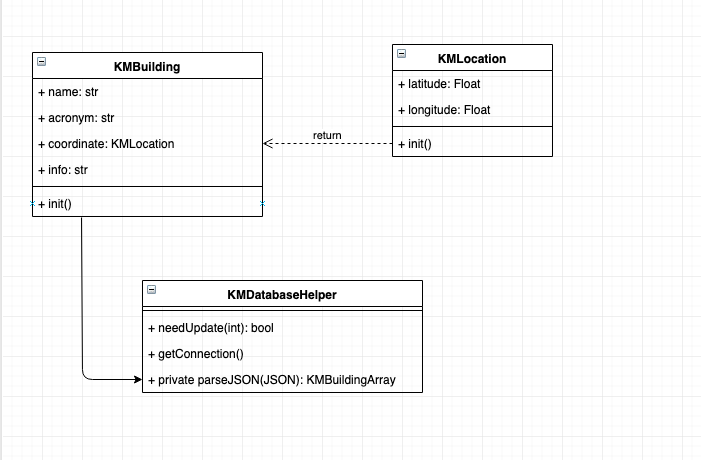 KMBuilding
+ name: str
+ acronym: str
+ coordinate: KMLocation
+ info: str
+ init()
KMLocation
+ latitude: Float
+ longitude: Float
+ init()
return
KMDatabaseHelper
+ needUpdate(int): bool
+ getConnection()
+ private parseJSON(JSON): KMBuildingArray